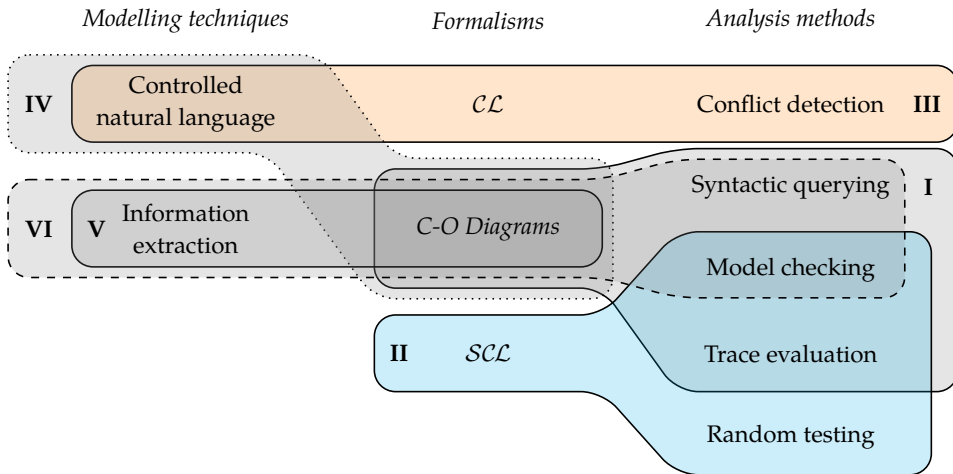 Modelling techniques Formalisms Analysis methods
IV Controlled natural language 𝒞ℒ Conflict detection III
Syntactic querying I
VI V Information extraction C-O Diagrams
Model checking
II 𝒮𝒞ℒ Trace evaluation
Random testing